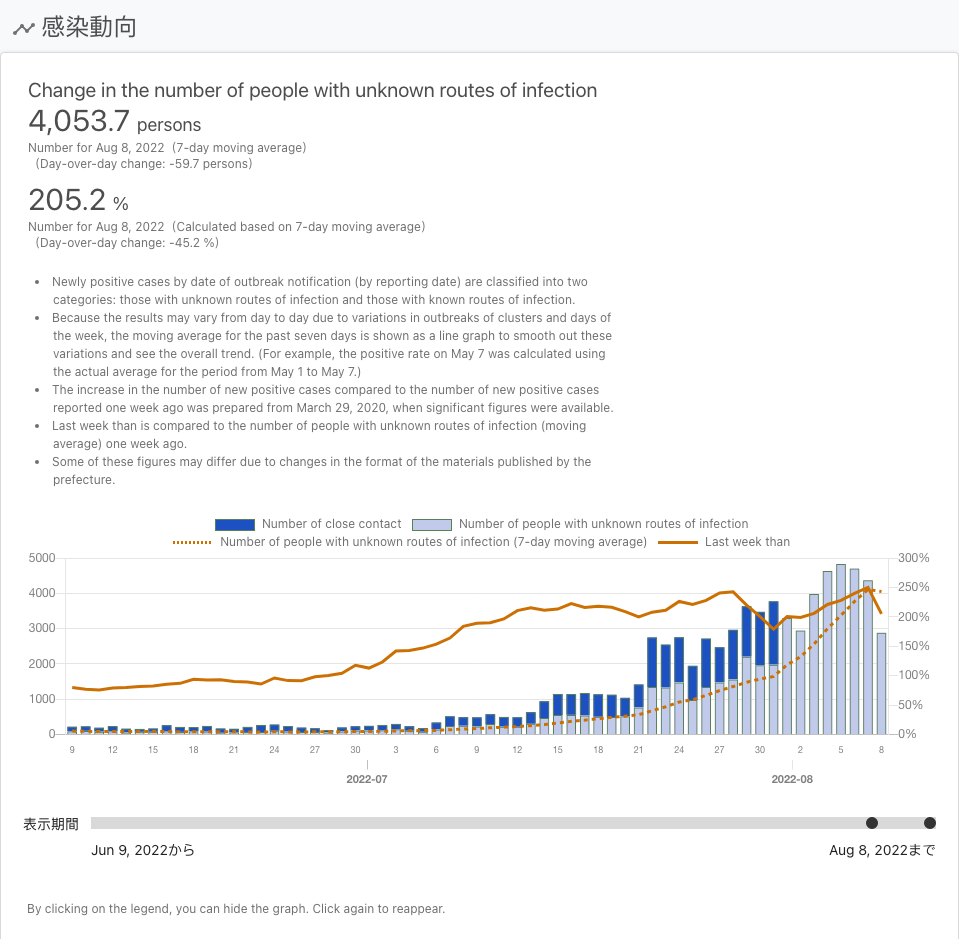 感染動向
Change in the number of people with unknown routes of infection
4,053.7 persons
Number for Aug 8, 2022 (7-day moving average)
(Day-over-day change: -59.7 persons)
205.2 %
Number for Aug 8, 2022 (Calculated based on 7-day moving average)
(Day-over-day change: -45.2 %)
• Newly positive cases by date of outbreak notification (by reporting date) are classified into two
categories: those with unknown routes of infection and those with known routes of infection.
• Because the results may vary from day to day due to variations in outbreaks of clusters and days of
the week, the moving average for the past seven days is shown as a line graph to smooth out these
variations and see the overall trend. (For example, the positive rate on May 7 was calculated using
the actual average for the period from May 1 to May 7.)
• The increase in the number of new positive cases compared to the number of new positive cases
reported one week ago was prepared from March 29, 2020, when significant figures were available.
• Last week than is compared to the number of people with unknown routes of infection (moving
average) one week ago.
• Some of these figures may differ due to changes in the format of the materials published by the
prefecture.
Number of close contact Number of people with unknown routes of infection
Number of people with unknown routes of infection (7-day moving average) Last week than
5000 300%
250%
4000
200%
3000
150%
2000
100%
1000
50%
0 0%
9 12 15 18 21 24 27 30 3 6 9 12 15 18 21 24 27 30 2 5 8
2022-07 2022-08
表示期間
Jun 9, 2022から Aug 8, 2022まで
By clicking on the legend, you can hide the graph. Click again to reappear.